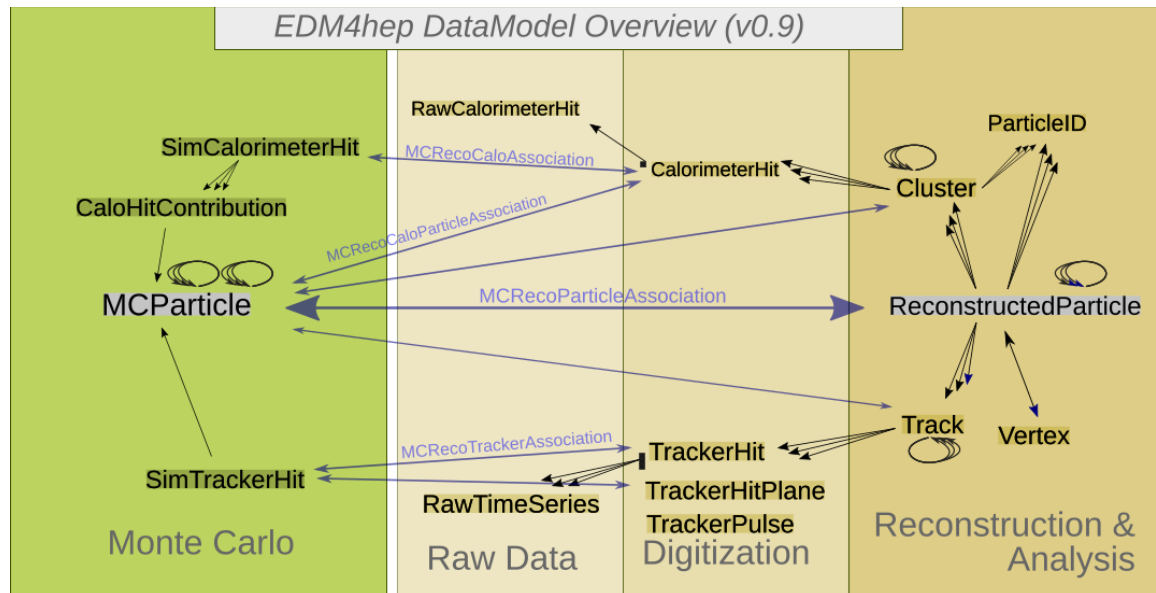 EDM4hep DataModel Overview (v0.9)
RawCalorimeterHit
ParticleID
SimCalorimeterHit
MCRecoCaloAssociation
CalorimeterHit
Cluster
CaloHitContribution
MCRecoCaloParticleAssociation
MCParticle
MCRecoParticleAssociation
ReconstructedParticle
Track
Vertex
MCRecoTrackerAssociation
TrackerHit
SimTrackerHit
TrackerHitPlane
RawTimeSeries
TrackerPulse
Monte Carlo
Raw Data
Digitization
Reconstruction &
Analysis